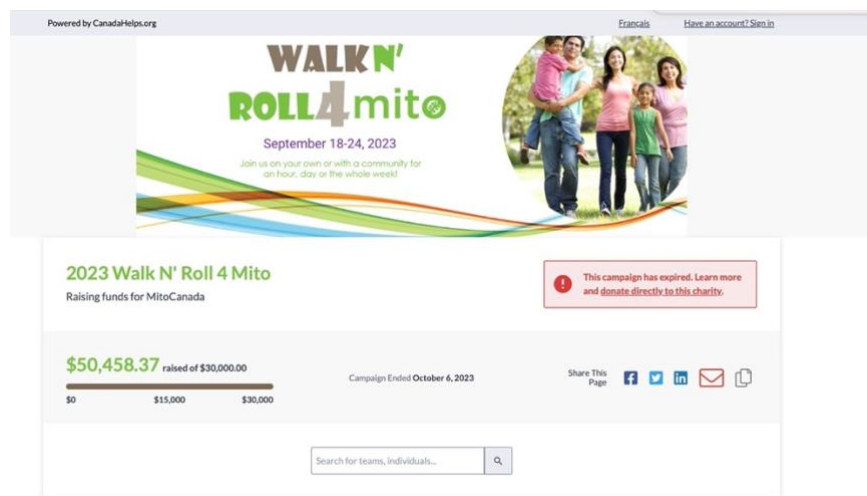 Powered by CanadaHelps.org
Français
Have an account? Sign in
WALK N'
ROLL 4 mito
September 18-24, 2023
Join us on your own or with a community for
an hour, day or the whole week!
2023 Walk N' Roll 4 Mito
Raising funds for MitoCanada
This campaign has expired. Learn more
and donate directly to this charity.
$50,458.37 raised of $30,000.00
$0 $15,000 $30,000
Campaign Ended October 6, 2023
Share This
Page
Search for teams, individuals...